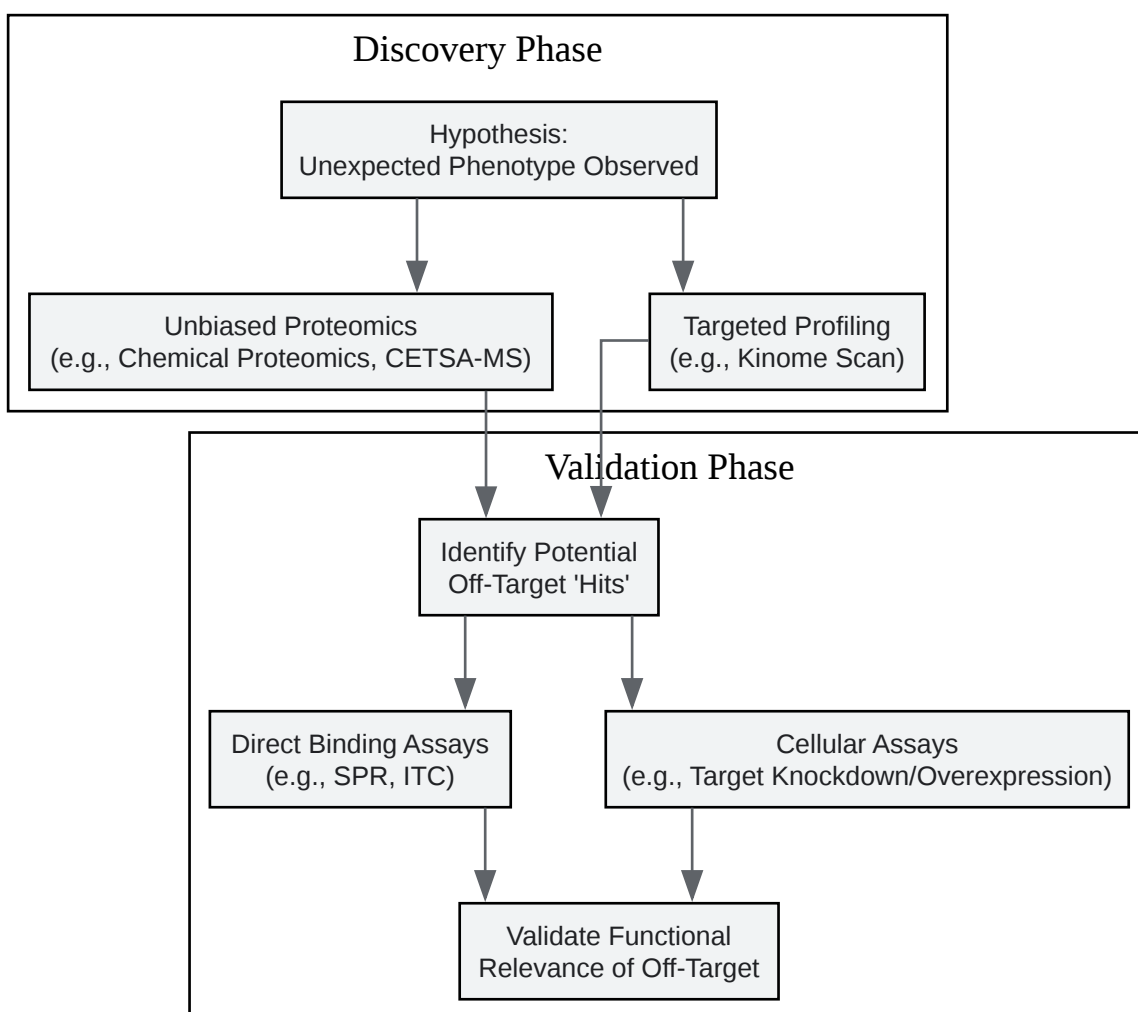 Discovery Phase
Hypothesis:
Unexpected Phenotype Observed
Unbiased Proteomics
(e.g., Chemical Proteomics, CETSA-MS)
Targeted Profiling
(e.g., Kinome Scan)
Validation Phase
Identify Potential
Off-Target 'Hits'
Direct Binding Assays
(e.g., SPR, ITC)
Cellular Assays
(e.g., Target Knockdown/Overexpression)
Validate Functional
Relevance of Off-Target